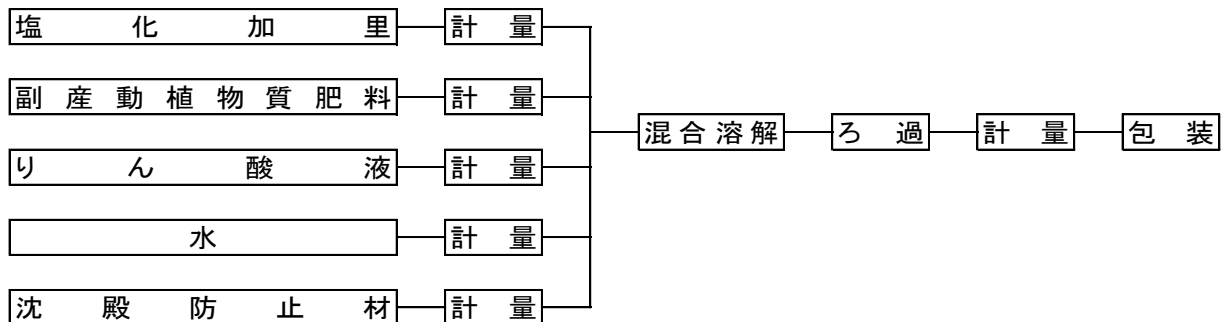 塩化加里 計量
副産動植物質肥料 計量
混合溶解 ろ過 計量 包装
りん酸液 計量
水 計量
沈殿防止材 計量